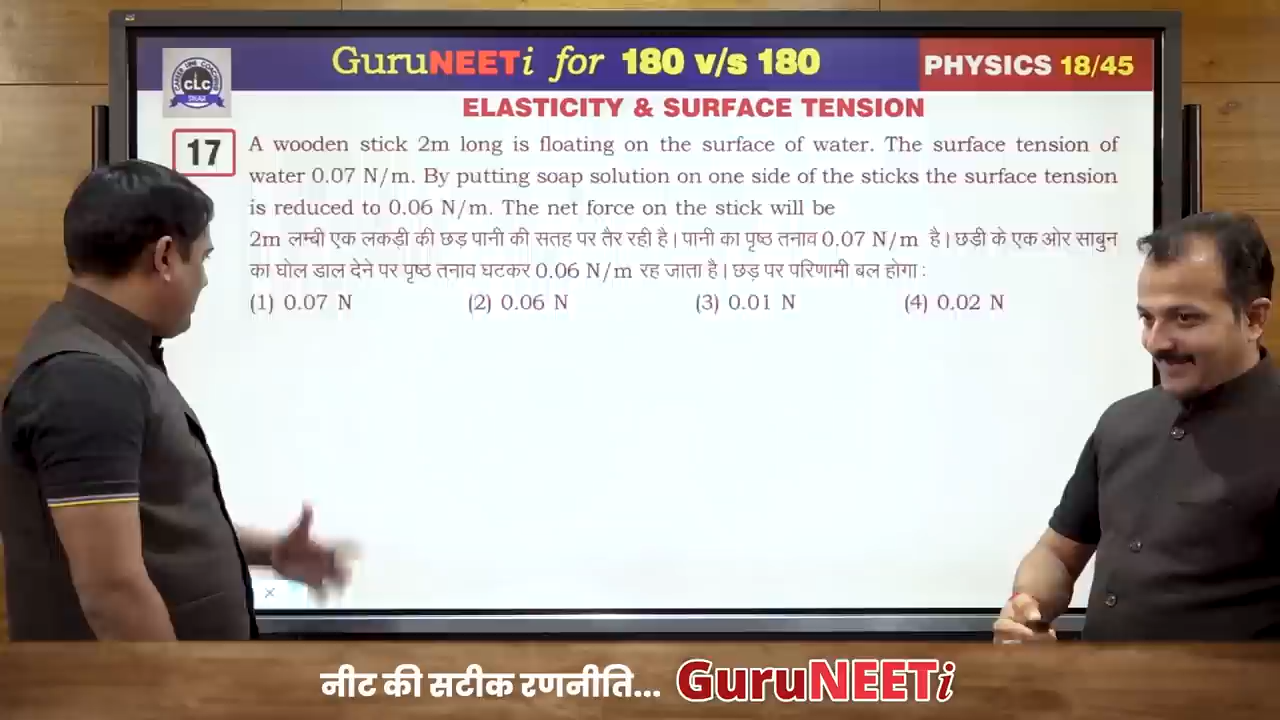 GuruNEETi for 180 v/s 180
PHYSICS 18/45
CLC
ELASTICITY & SURFACE TENSION
17
A wooden stick 2m long is floating on the surface of water. The surface tension of
water 0.07 N/m. By putting soap solution on one side of the sticks the surface tension
is reduced to 0.06 N/m. The net force on the stick will be
2m लम्बी एक लकड़ी की छड़ पानी की सतह पर तैर रही है। पानी का पृष्ठ तनाव 0.07 N/m है। छड़ी के एक ओर साबुन
का घोल डाल देने पर पृष्ठ तनाव घटकर 0.06 N/m रह जाता है। छड़ पर परिणामी बल होगा :
(1) 0.07 N (2) 0.06 N (3) 0.01 N (4) 0.02 N
नीट की सटीक रणनीति... GuruNEETi